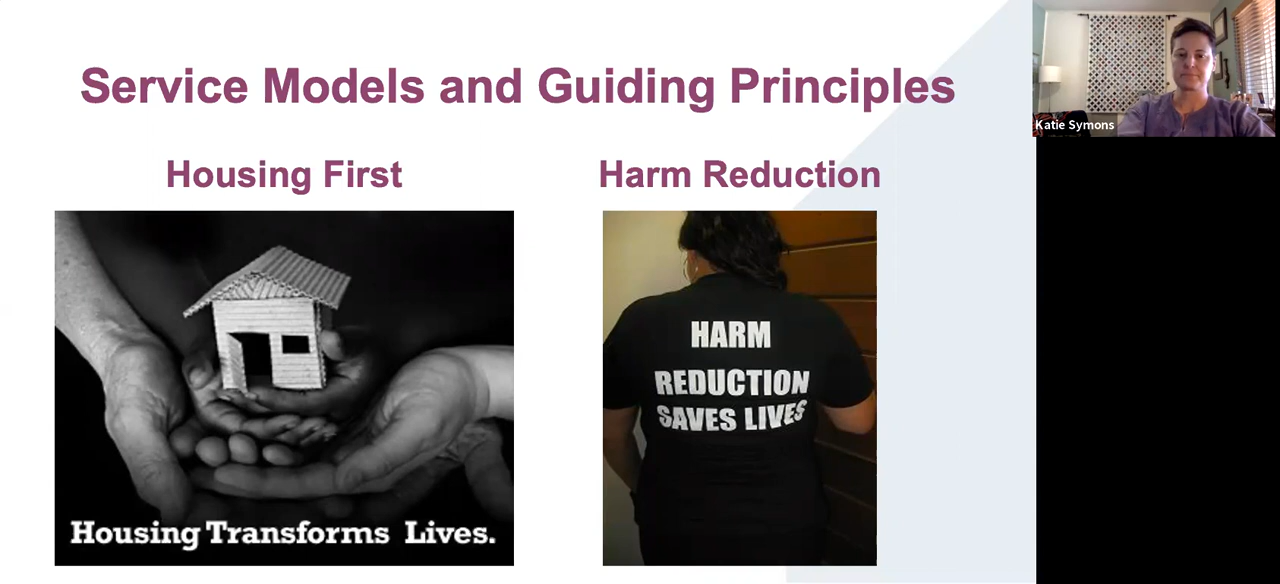 Service Models and Guiding Principles
Katie Symons
Housing First
Harm Reduction
Housing Transforms Lives.
HARM
REDUCTION
SAVES LIVES